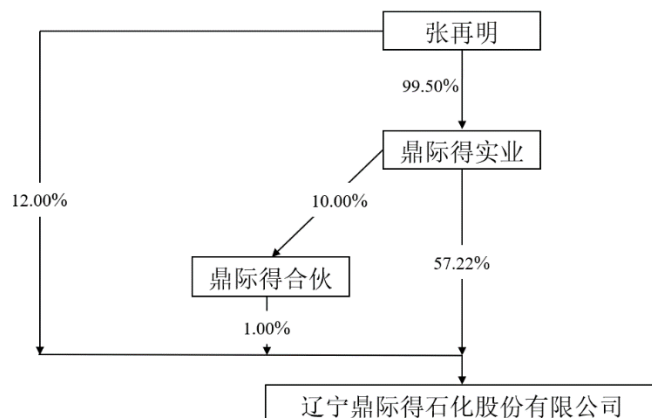 张再明
99.50%
鼎际得实业
12.00%
10.00%
鼎际得合伙
57.22%
1.00%
辽宁鼎际得石化股份有限公司